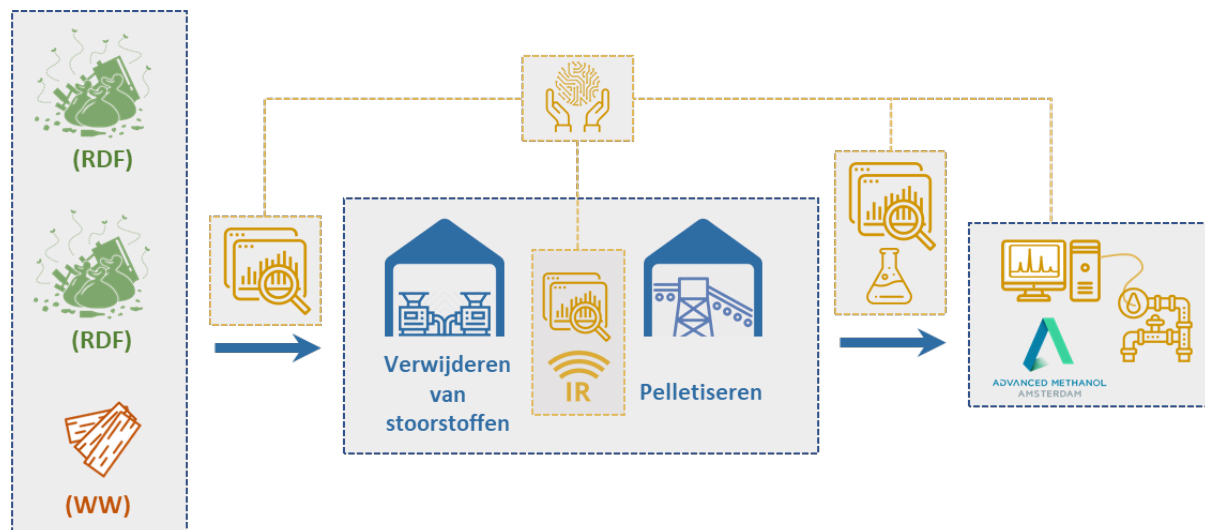 (RDF)
(RDF)
(WW)
Verwijderen
van
stoorstoffen
IR
Pelletiseren
ADVANCED METHANOL
AMSTERDAM